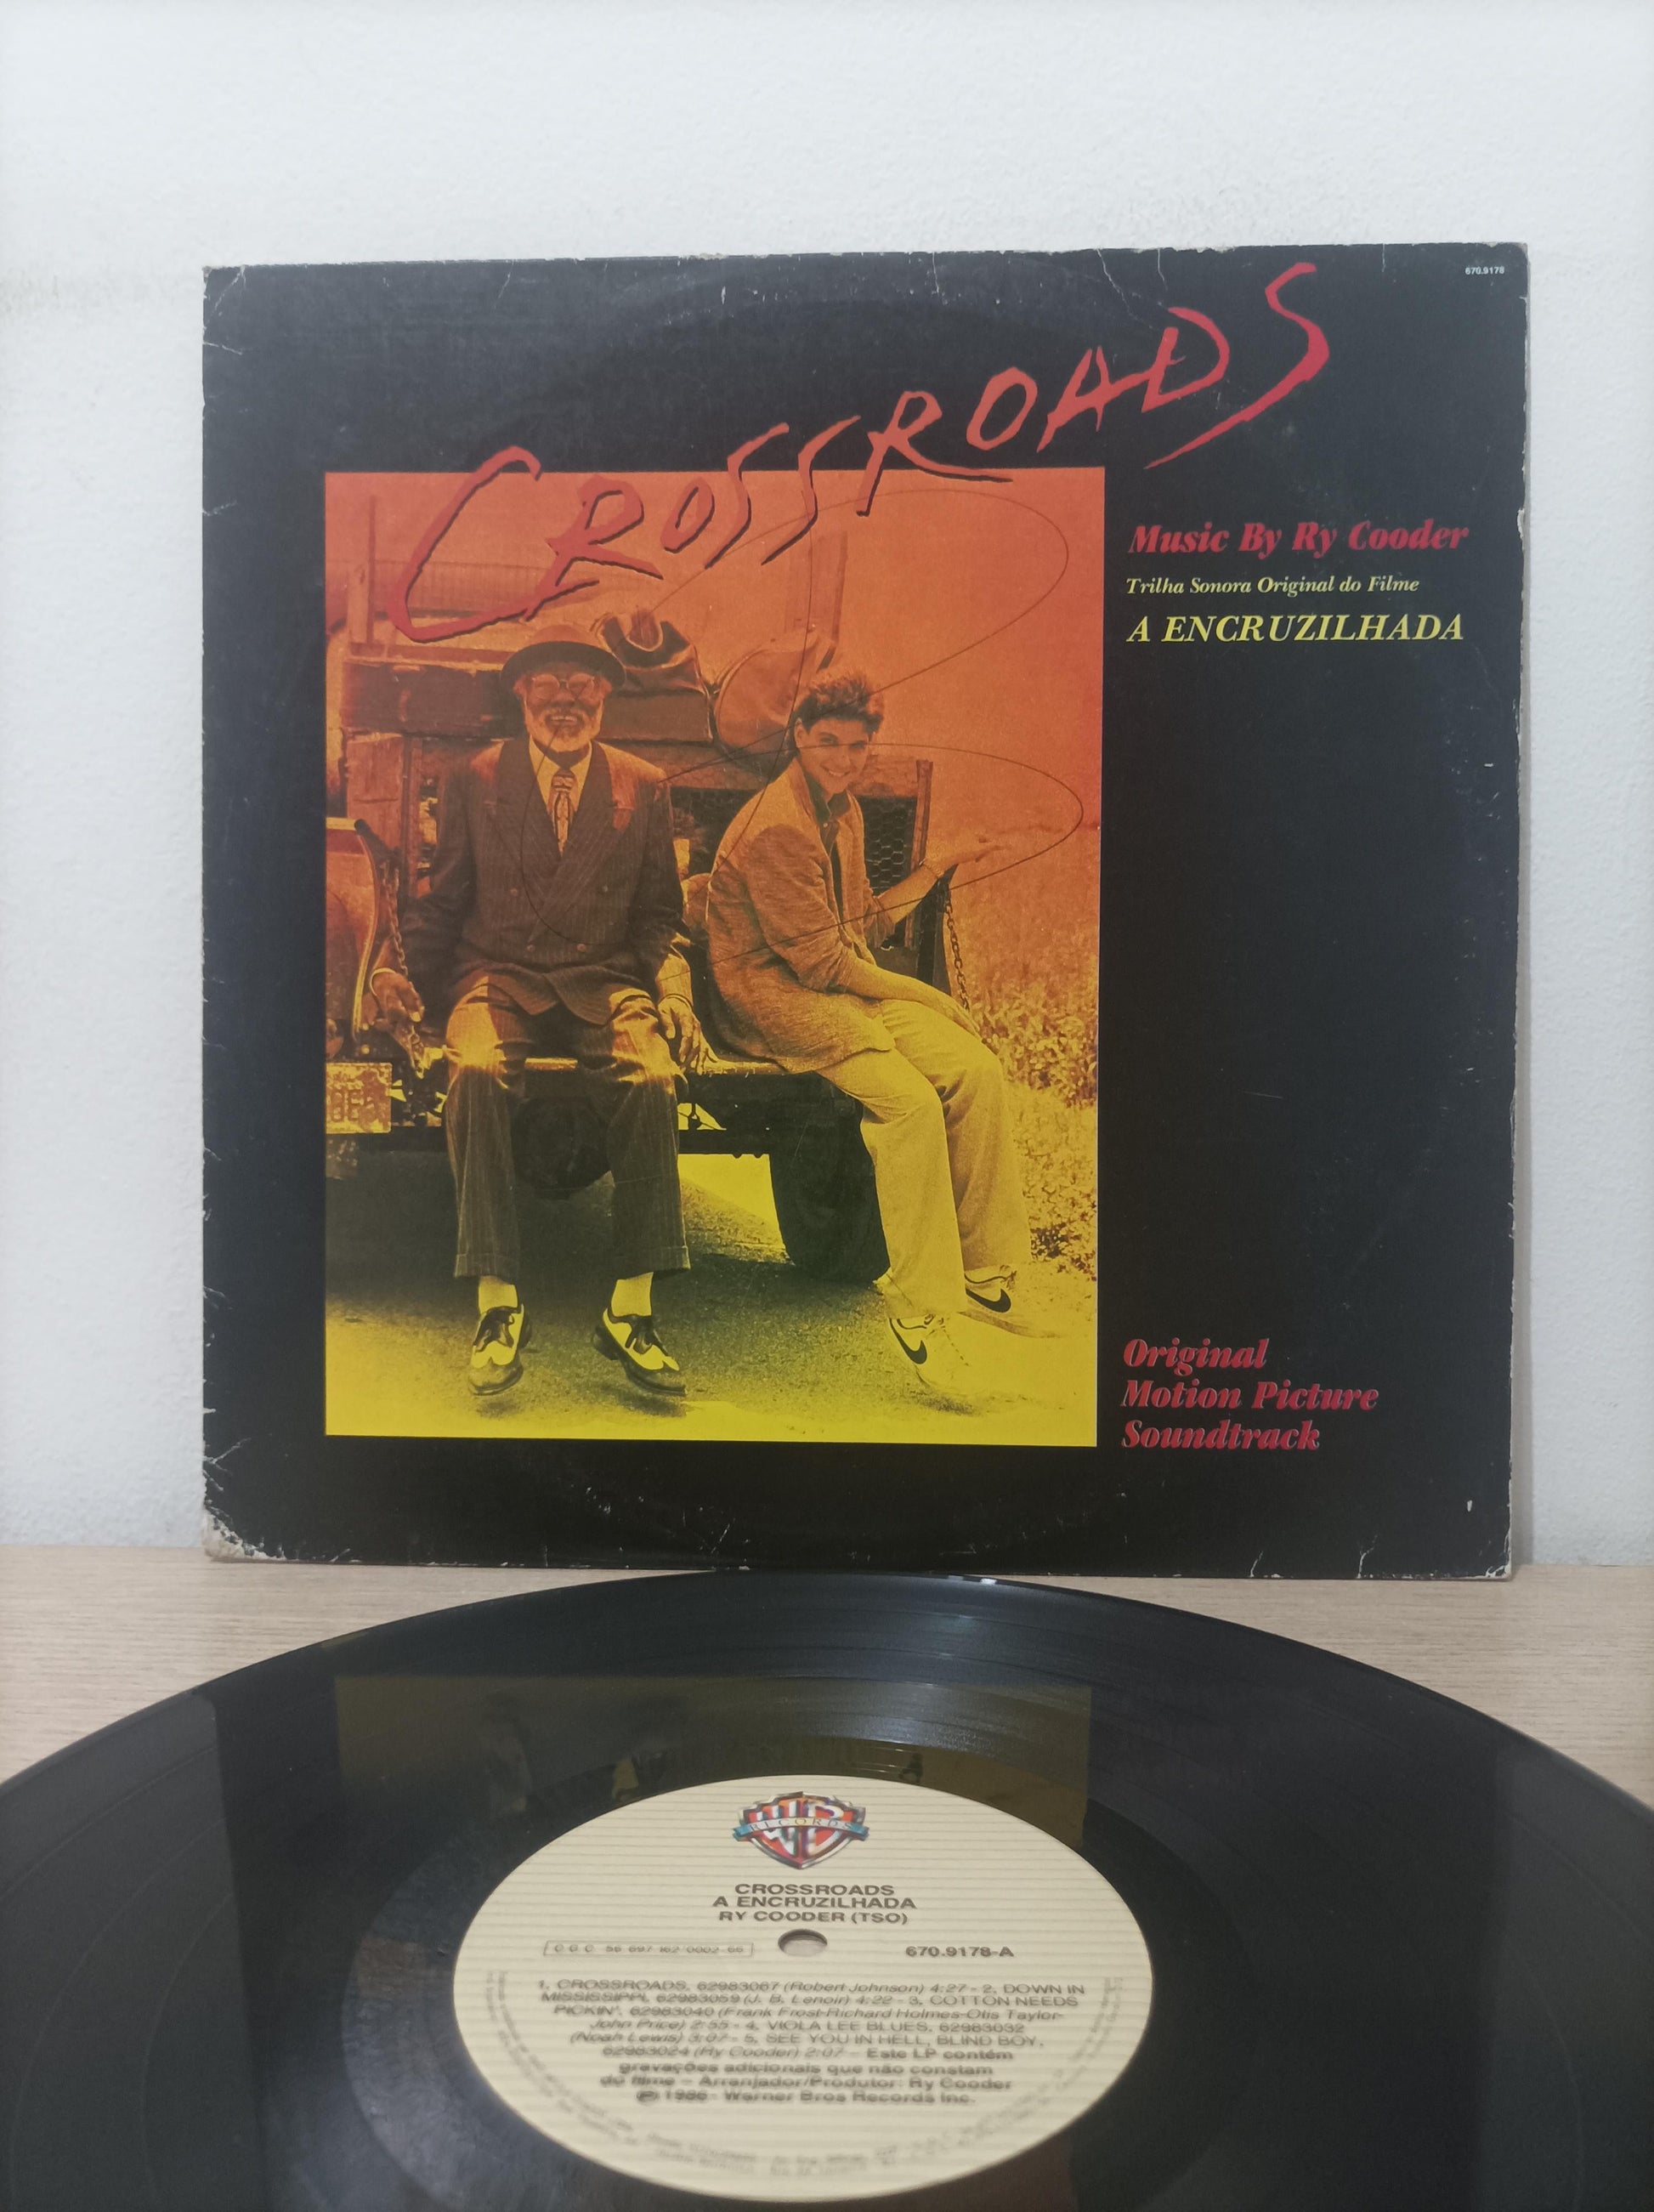 670.9178
CROSSROADS
Music By Ry Cooder
Trilha Sonora Original do Filme
A ENCRUZILHADA
Original
Motion Picture
Soundtrack
WB
RECORDS
CROSSROADS
A ENCRUZILHADA
RY COODER (TSO)
670.9178-A
1. CROSSROADS, 62983067 (Robert Johnson) 4:27 - 2. DOWN IN
MISSISSIPPI, 62983059 (J. B. Lenoir) 4:22 - 3. COTTON NEEDS
PICKIN', 62983040 (Frank Frost-Richard Holmes-Otis Taylor-
John Price) 2:55 - 4. VIOLA LEE BLUES, 62983032
(Noah Lewis) 3:07 - 5. SEE YOU IN HELL, BLIND BOY,
62983024 (Ry Cooder) 2:07 - Este LP contém
gravações adicionais que não constam
do filme - Arranjador/Produtor: Ry Cooder
℗ 1986 - Warner Bros Records Inc.